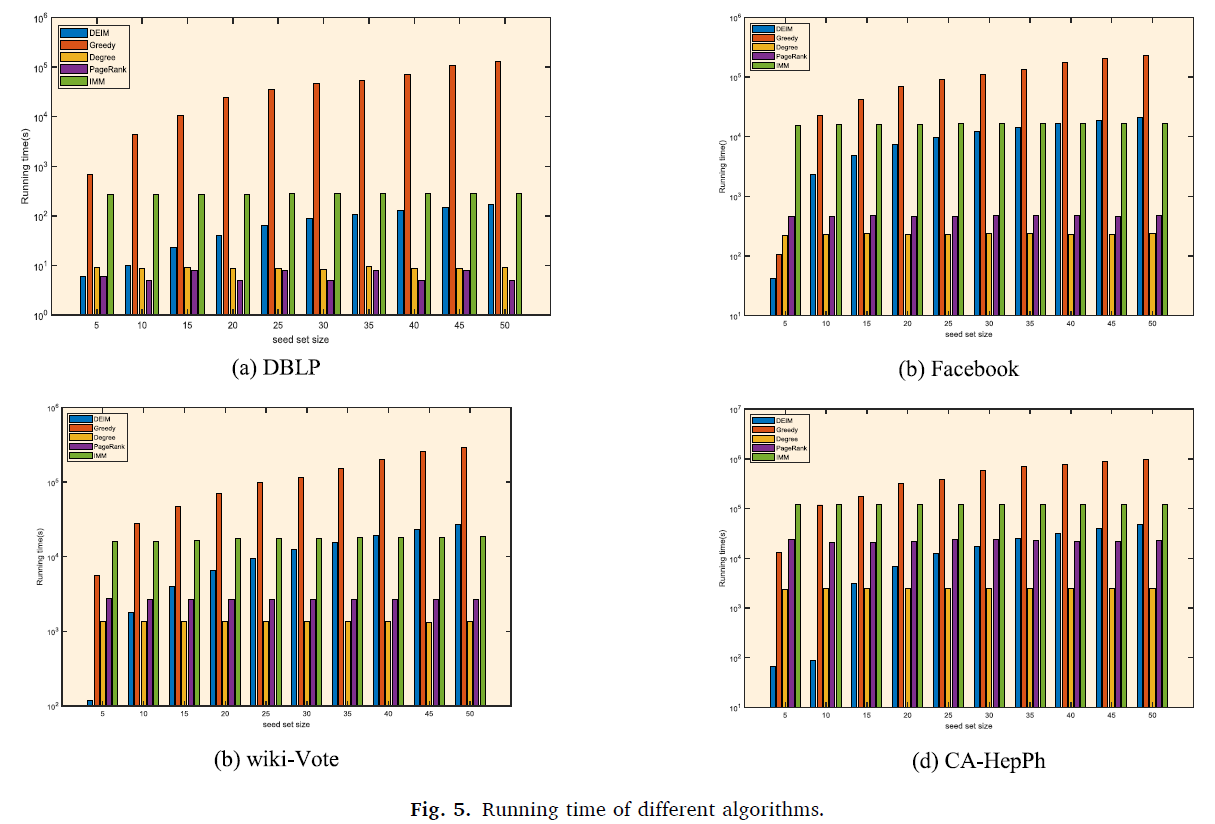 10^6
10^5
10^4
10^3
10^2
10^1
10^0
Running time(s)
DEIM
Greedy
Degree
PageRank
IMM
5 10 15 20 25 30 35 40 45 50
seed set size
(a) DBLP
10^6
10^5
10^4
10^3
10^2
10^1
Running time()
DEIM
Greedy
Degree
PageRank
IMM
5 10 15 20 25 30 35 40 45 50
seed set size
(b) Facebook
10^6
10^5
10^4
10^3
10^2
Running time(s)
DEIM
Greedy
Degree
PageRank
IMM
5 10 15 20 25 30 35 40 45 50
seed set size
(b) wiki-Vote
10^7
10^6
10^5
10^4
10^3
10^2
10^1
Running time(s)
DEIM
Greedy
Degree
PageRank
IMM
5 10 15 20 25 30 35 40 45 50
seed set size
(d) CA-HepPh
Fig. 5. Running time of different algorithms.